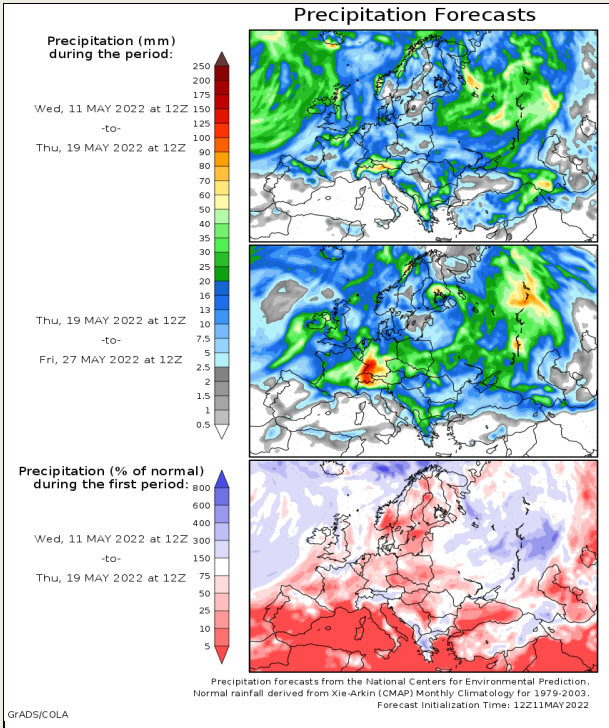 Precipitation Forecasts
Precipitation (mm)
during the period:
Wed, 11 MAY 2022 at 12Z
-to-
Thu, 19 MAY 2022 at 12Z
250
200
175
150
125
100
90
80
70
60
50
40
35
30
25
20
16
13
10
7.5
5
2.5
2
1.5
1
0.5
Thu, 19 MAY 2022 at 12Z
-to-
Fri, 27 MAY 2022 at 12Z
Precipitation (% of normal)
during the first period:
Wed, 11 MAY 2022 at 12Z
-to-
Thu, 19 MAY 2022 at 12Z
800
600
400
300
150
75
50
25
10
5
Precipitation forecasts from the National Centers for Environmental Prediction.
Normal rainfall derived from Xie-Arkin (CMAP) Monthly Climatology for 1979-2003.
Forecast Initialization Time: 12Z11MAY2022
GrADS/COLA